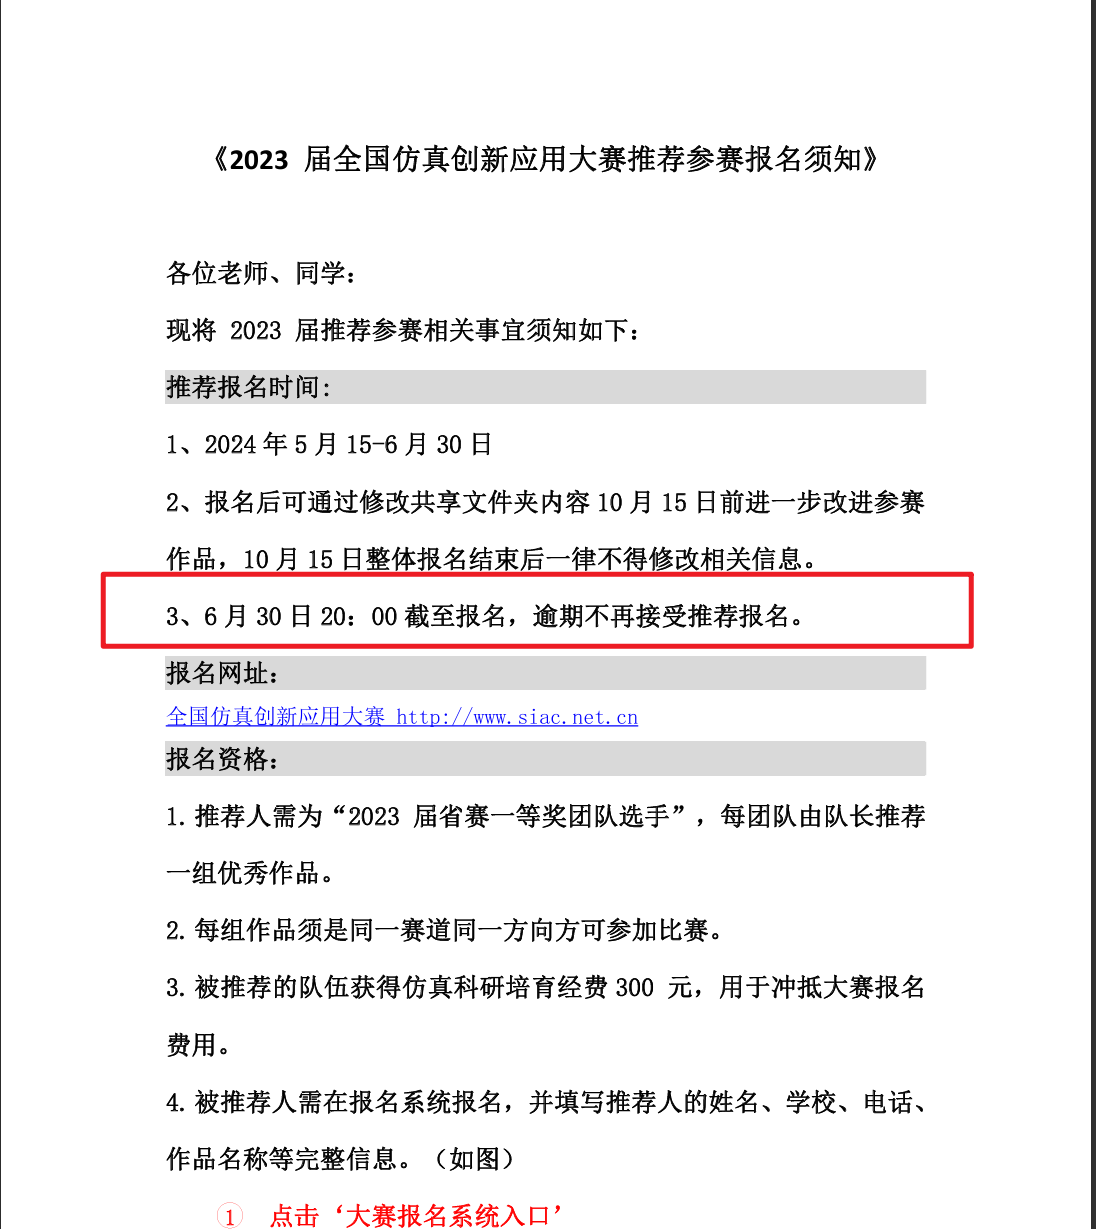 《2023 届全国仿真创新应用大赛推荐参赛报名须知》
各位老师、同学：
现将 2023 届推荐参赛相关事宜须知如下：
推荐报名时间:
1、2024 年 5 月 15-6 月 30 日
2、报名后可通过修改共享文件夹内容 10 月 15 日前进一步改进参赛
作品，10 月 15 日整体报名结束后一律不得修改相关信息。
3、6 月 30 日 20：00 截至报名，逾期不再接受推荐报名。
报名网址：
全国仿真创新应用大赛 http://www.siac.net.cn
报名资格：
1. 推荐人需为“2023 届省赛一等奖团队选手”，每团队由队长推荐
一组优秀作品。
2. 每组作品须是同一赛道同一方向方可参加比赛。
3. 被推荐的队伍获得仿真科研培育经费 300 元，用于冲抵大赛报名
费用。
4. 被推荐人需在报名系统报名，并填写推荐人的姓名、学校、电话、
作品名称等完整信息。（如图）
① 点击‘大赛报名系统入口’